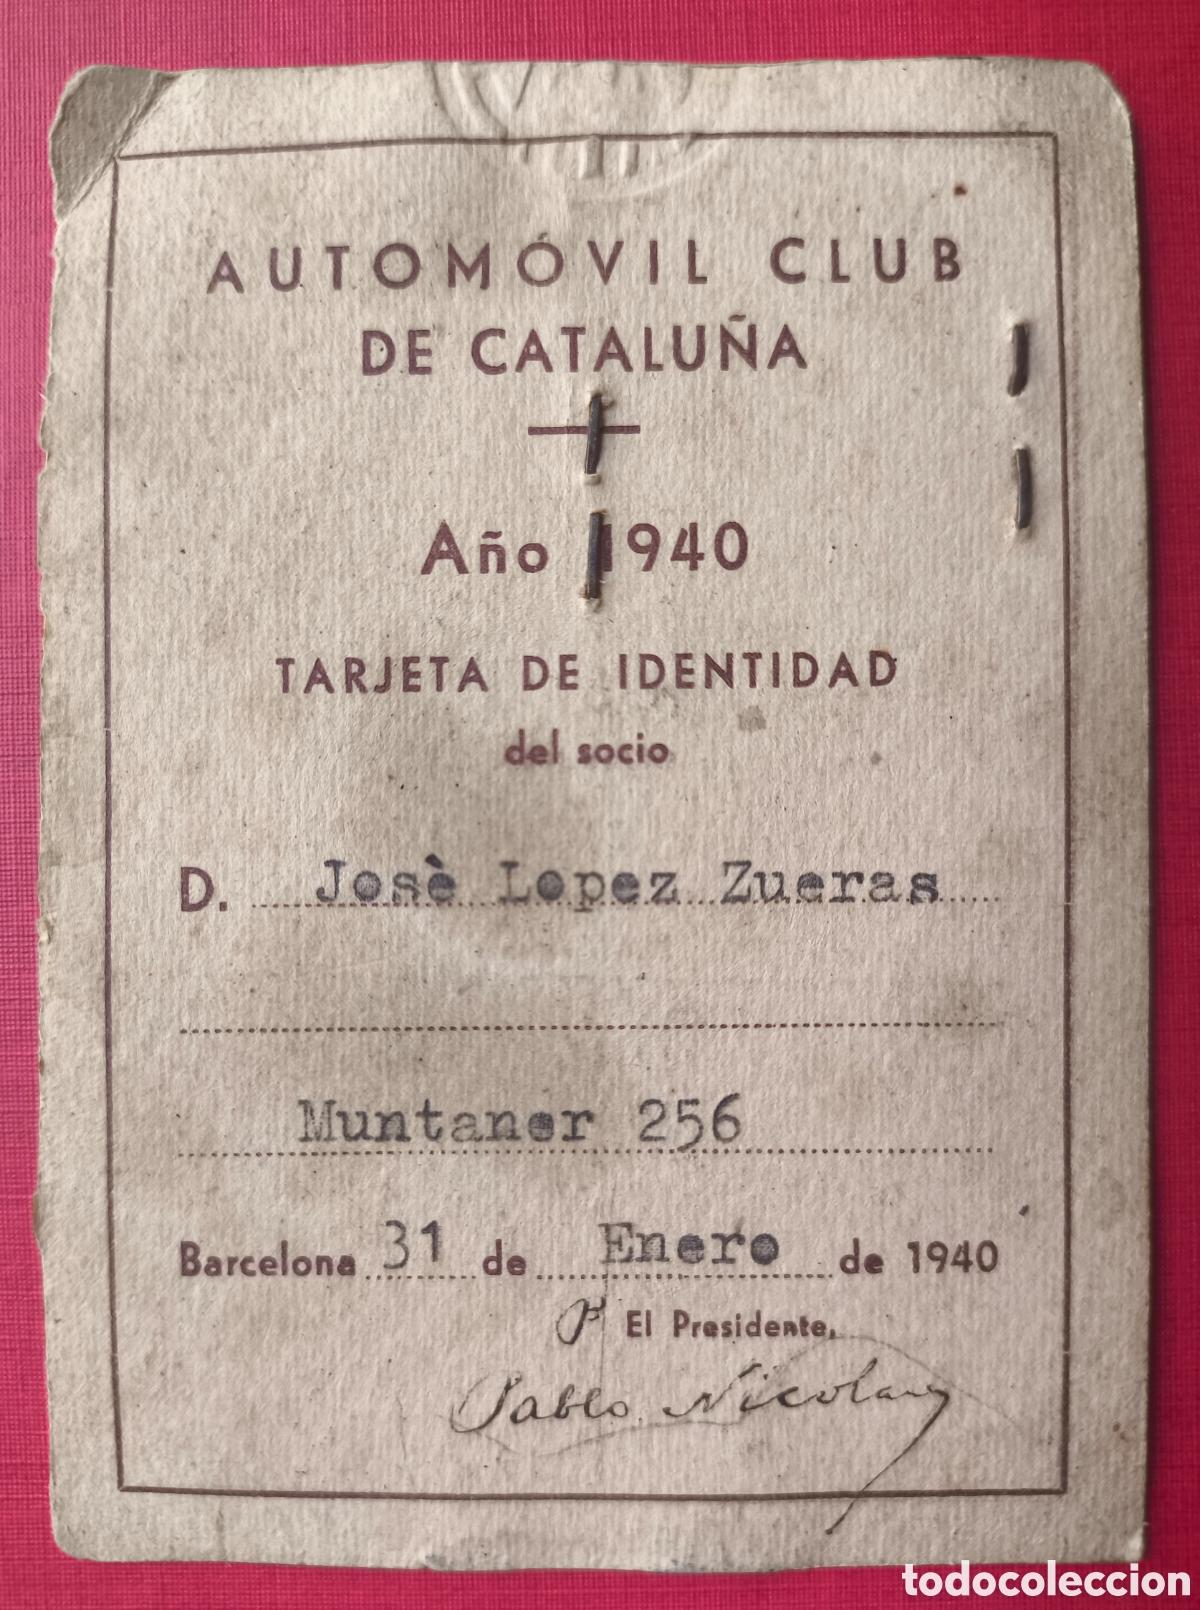 AUTOMÓVIL CLUB
DE CATALUÑA
Año 1940
TARJETA DE IDENTIDAD
del socio
D. Josè Lopez Zueras
Muntaner 256
Barcelona 31 de Enero de 1940
El Presidente,
Pablo
todocoleccion